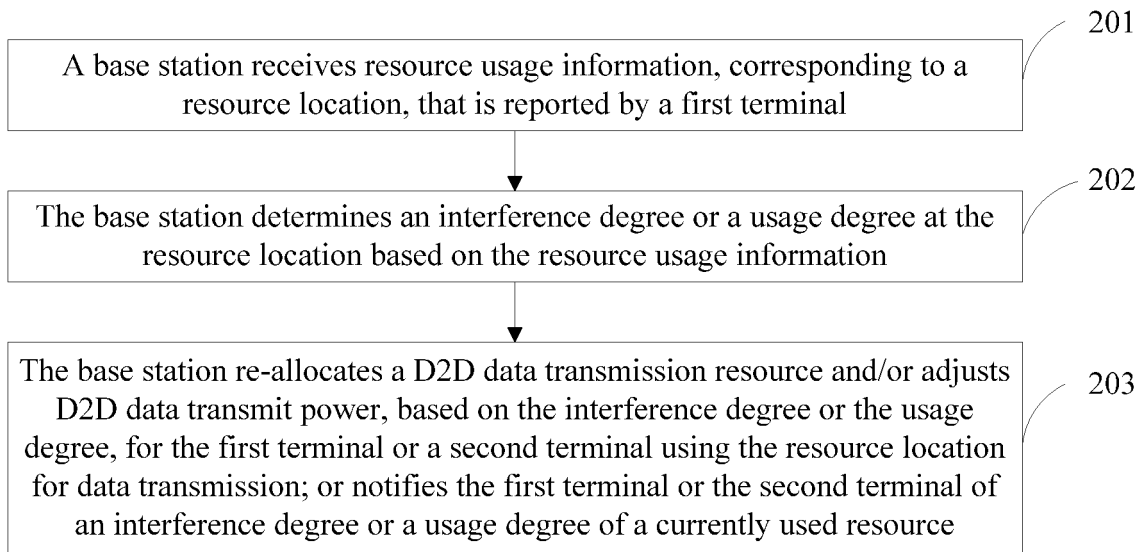 201
A base station receives resource usage information, corresponding to a
resource location, that is reported by a first terminal
202
The base station determines an interference degree or a usage degree at the
resource location based on the resource usage information
203
The base station re-allocates a D2D data transmission resource and/or adjusts
D2D data transmit power, based on the interference degree or the usage
degree, for the first terminal or a second terminal using the resource location
for data transmission; or notifies the first terminal or the second terminal of
an interference degree or a usage degree of a currently used resource